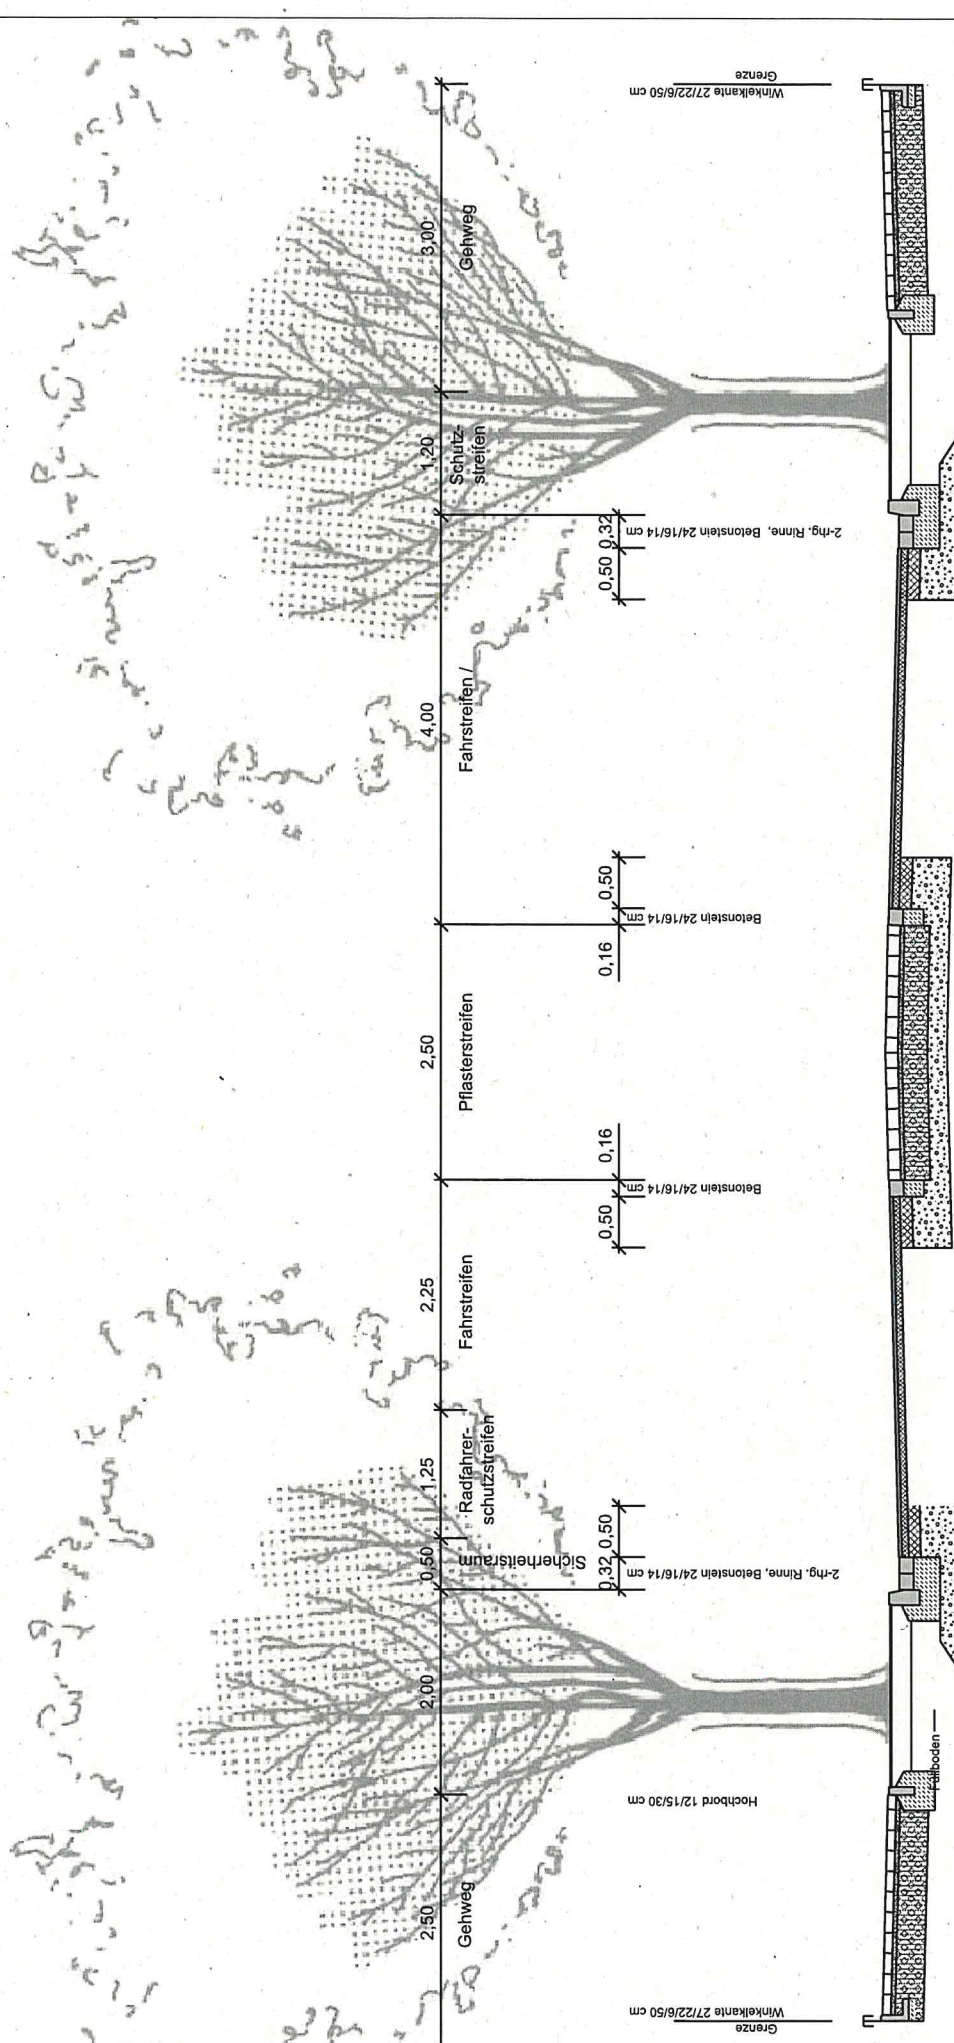 2,50
Gehweg
2,00
0,50
Sicherheitsraum
1,25
Radfahrer-
schutzstreifen
2,25
Fahrstreifen
2,50
Pflasterstreifen
4,00
Fahrstreifen /
1,20
Schutz-
streifen
3,00
Gehweg
0,32
0,50
0,50
0,16
0,16
0,50
0,50
0,32
Grenze
Winkelkante 27/22/6/50 cm
Hochbord 12/15/30 cm
2-rhg. Rinne, Betonstein 24/16/14 cm
Betonstein 24/16/14 cm
Betonstein 24/16/14 cm
2-rhg. Rinne, Betonstein 24/16/14 cm
Winkelkante 27/22/6/50 cm
Grenze
Füllboden